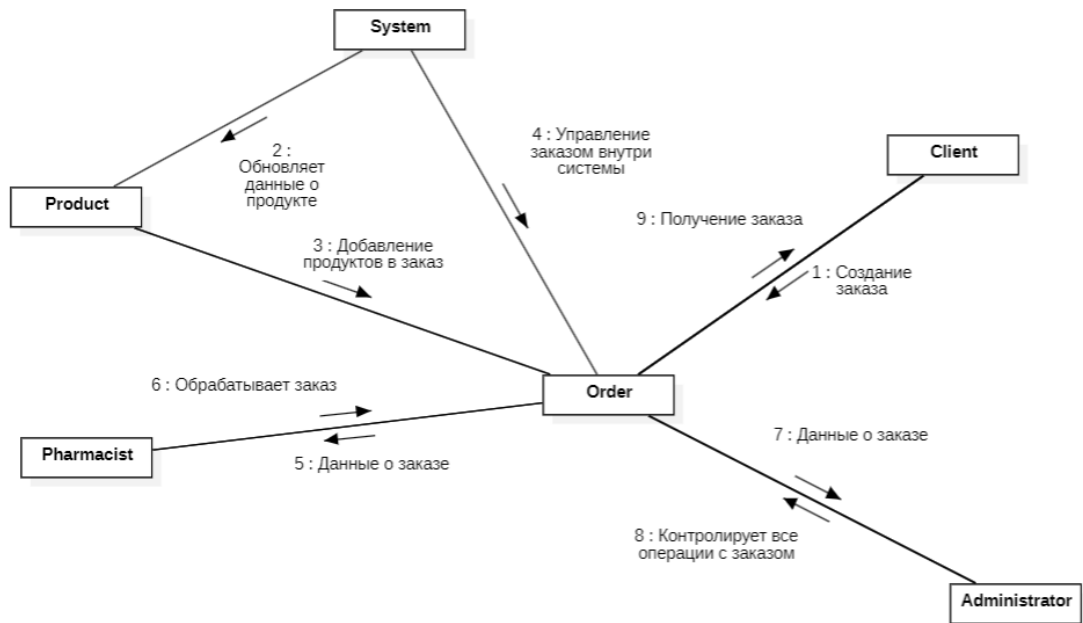 System
4 : Управление
заказом внутри
системы
Client
2 :
Обновляет
данные о
продукте
Product
9 : Получение заказа
3 : Добавление
продуктов в заказ
1 : Создание
заказа
6 : Обрабатывает заказ
Order
7 : Данные о заказе
Pharmacist
5 : Данные о заказе
8 : Контролирует все
операции с заказом
Administrator